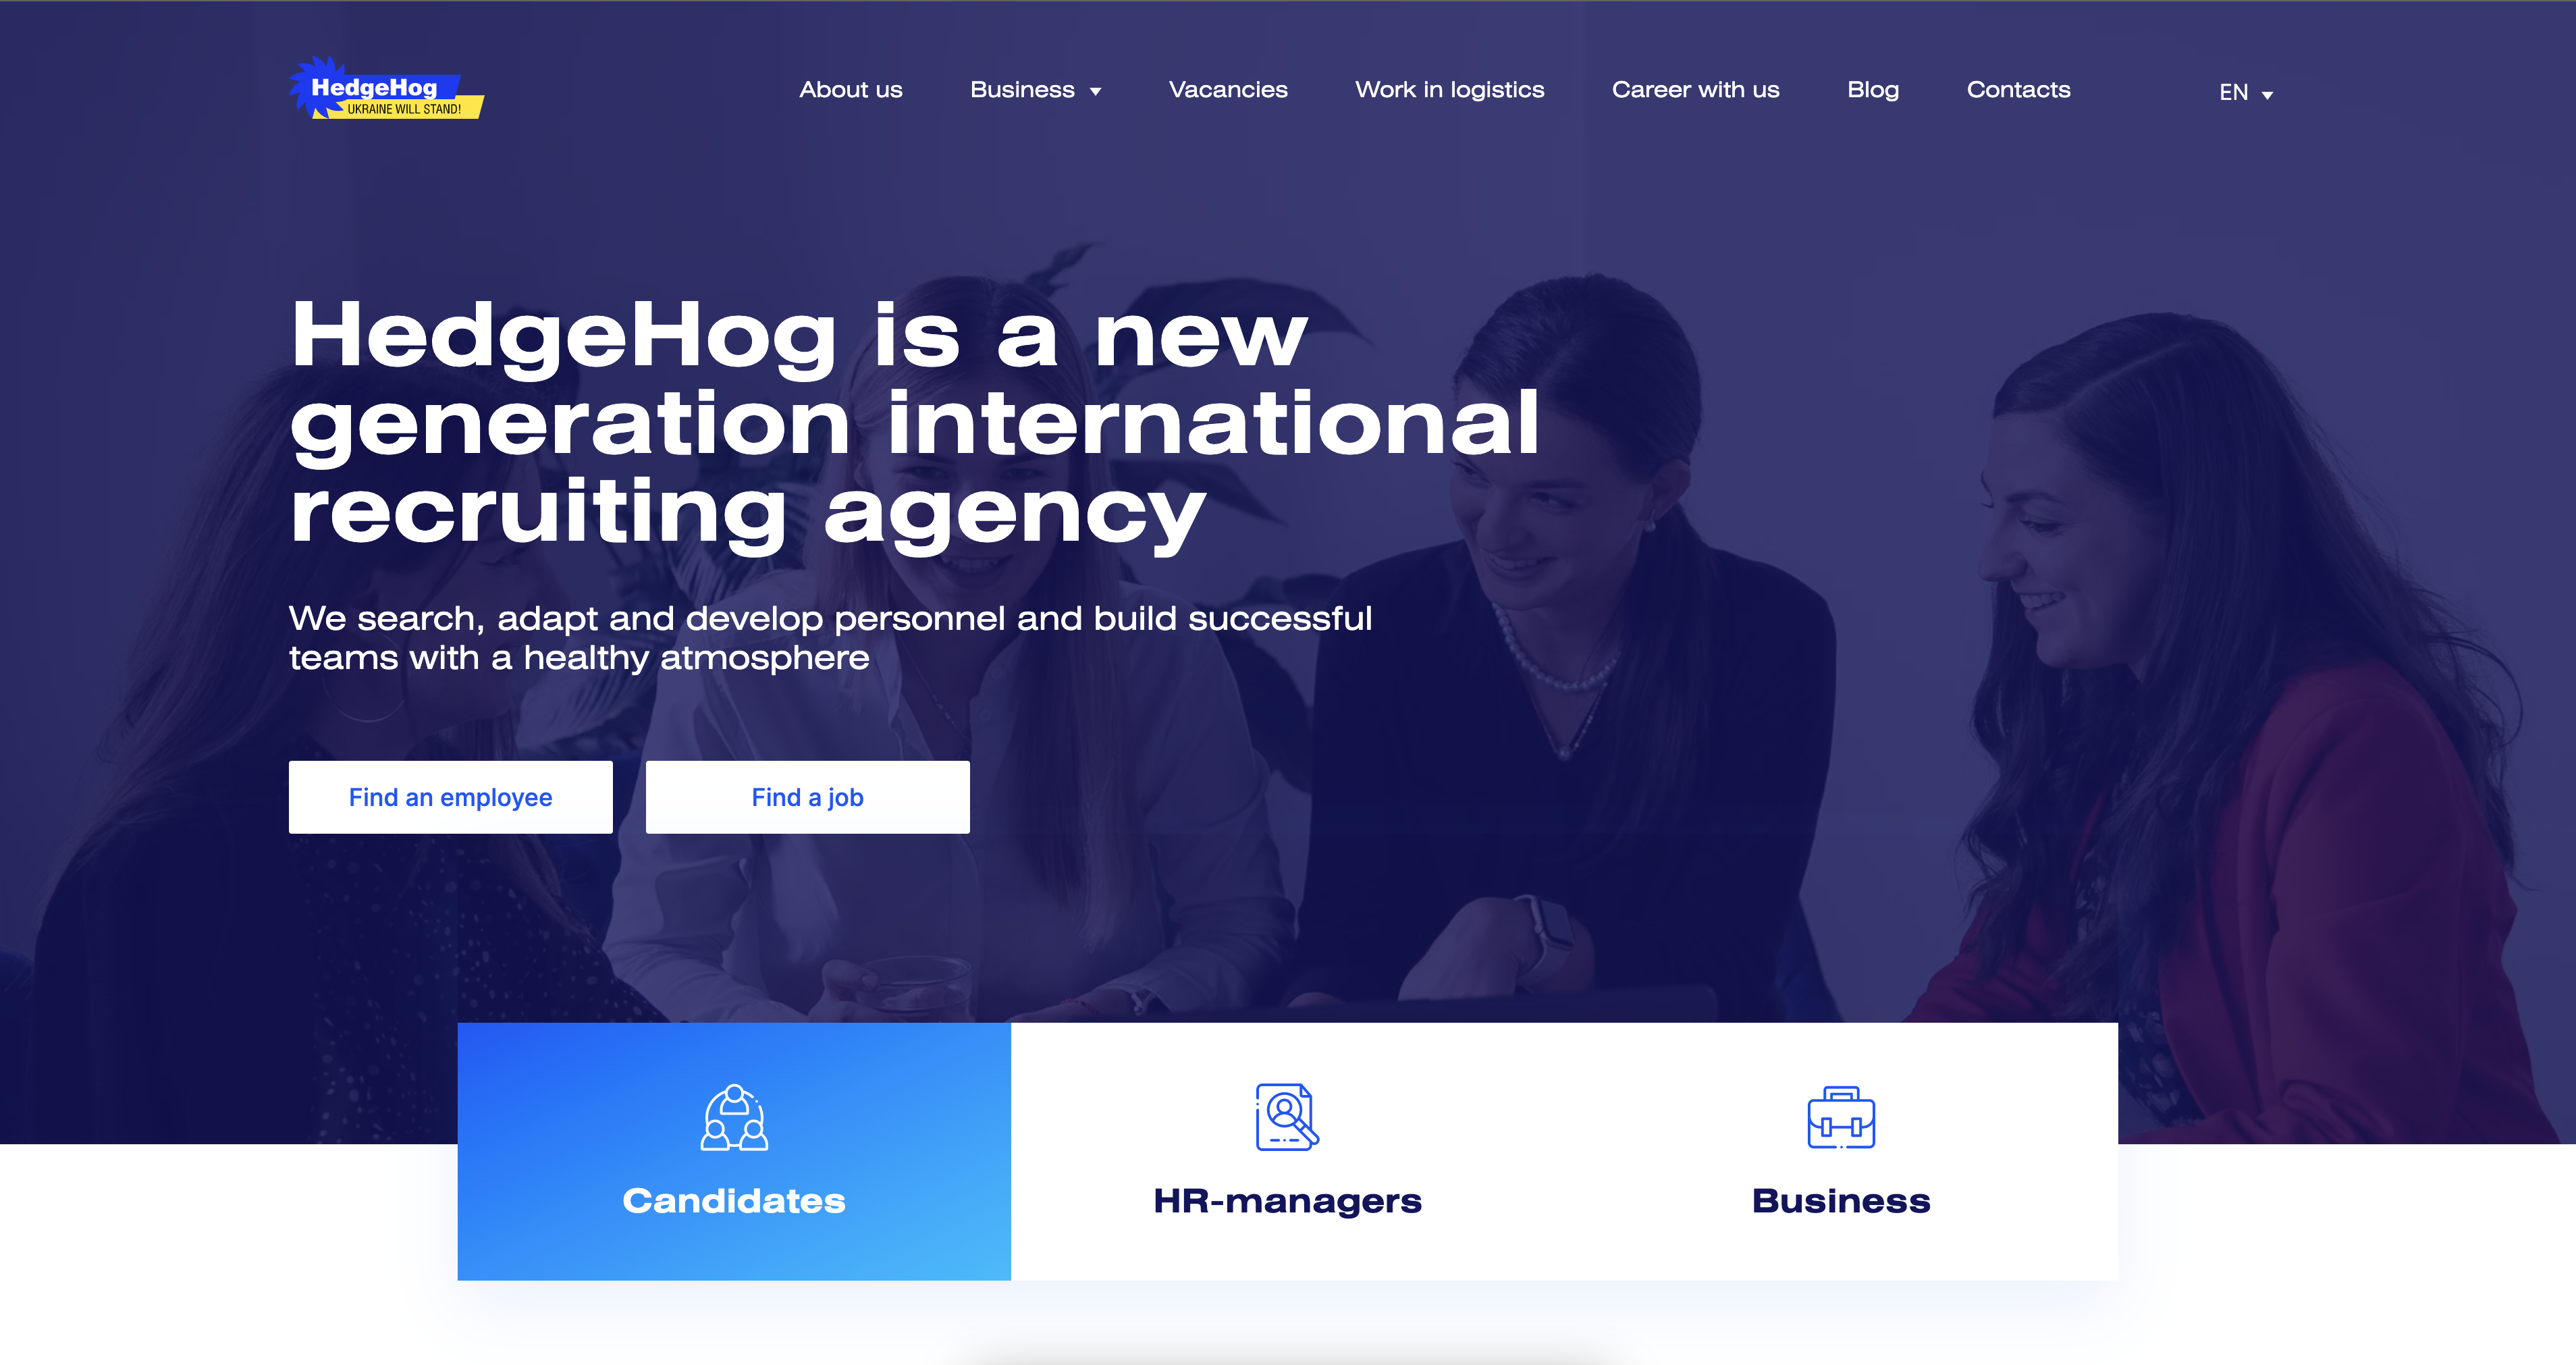 HedgeHog
UKRAINE WILL STAND!
About us
Business
Vacancies
Work in logistics
Career with us
Blog
Contacts
EN
HedgeHog is a new
generation international
recruiting agency
We search, adapt and develop personnel and build successful
teams with a healthy atmosphere
Find an employee
Find a job
Candidates
HR-managers
Business